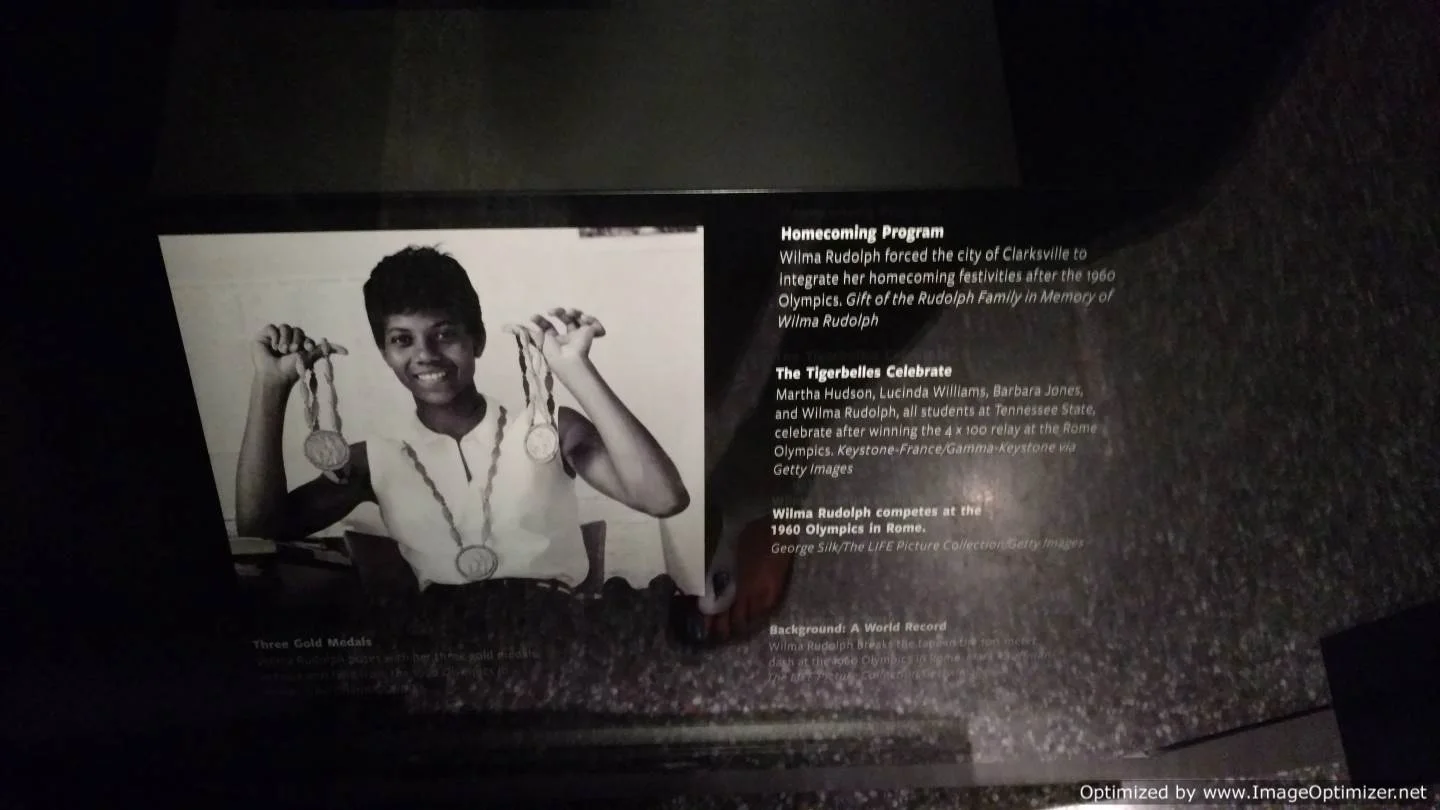 Homecoming Program
Wilma Rudolph forced the city of Clarksville to
integrate her homecoming festivities after the 1960
Olympics. Gift of the Rudolph Family in Memory of
Wilma Rudolph
The Tigerbelles Celebrate
Martha Hudson, Lucinda Williams, Barbara Jones,
and Wilma Rudolph, all students at Tennessee State,
celebrate after winning the 4 x 100 relay at the Rome
Olympics. Keystone-France/Gamma-Keystone via
Getty Images
Wilma Rudolph competes at the
1960 Olympics in Rome.
George Silk/The LIFE Picture Collection/Getty Images
Background: A World Record
Wilma Rudolph breaks the tape in the 100 meter
dash at the 1960 Olympics in Rome.
The LIFE Picture Collection/Getty
Three Gold Medals
Wilma Rudolph poses with her three gold medals
Optimized by www.ImageOptimizer.net